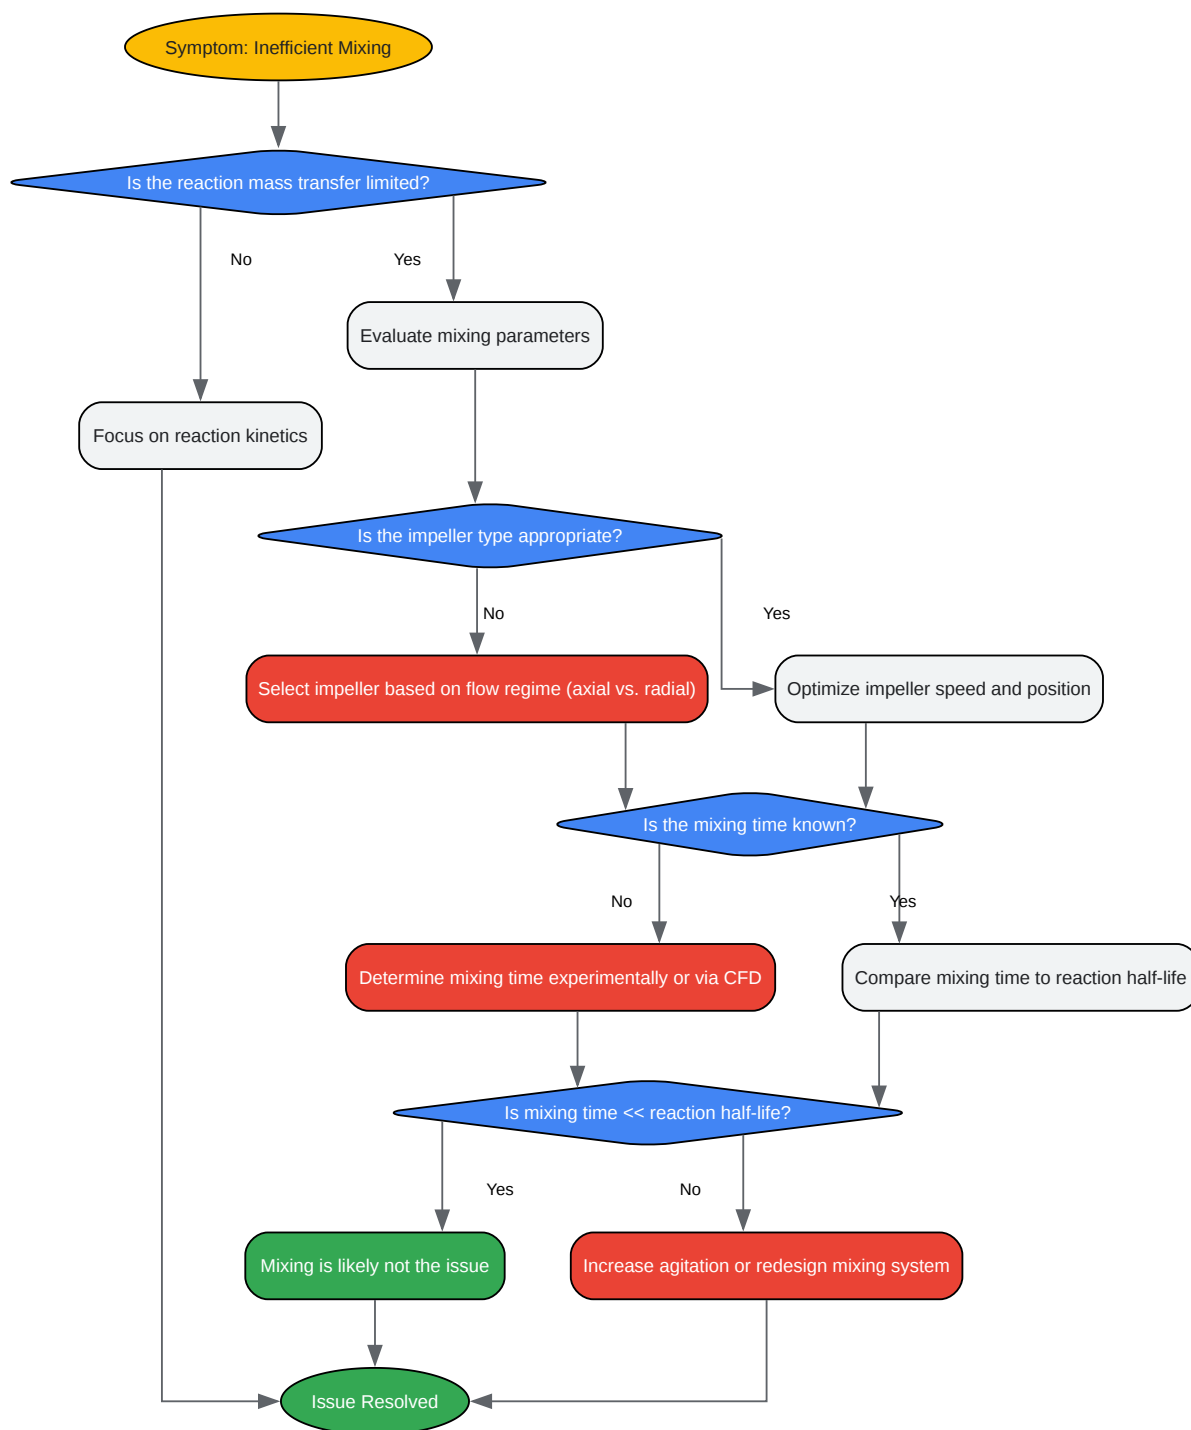 Symptom: Inefficient Mixing
Is the reaction mass transfer limited?
No
Yes
Evaluate mixing parameters
Focus on reaction kinetics
Is the impeller type appropriate?
No
Yes
Select impeller based on flow regime (axial vs. radial)
Optimize impeller speed and position
Is the mixing time known?
No
Yes
Determine mixing time experimentally or via CFD
Compare mixing time to reaction half-life
Is mixing time << reaction half-life?
Yes
No
Mixing is likely not the issue
Increase agitation or redesign mixing system
Issue Resolved